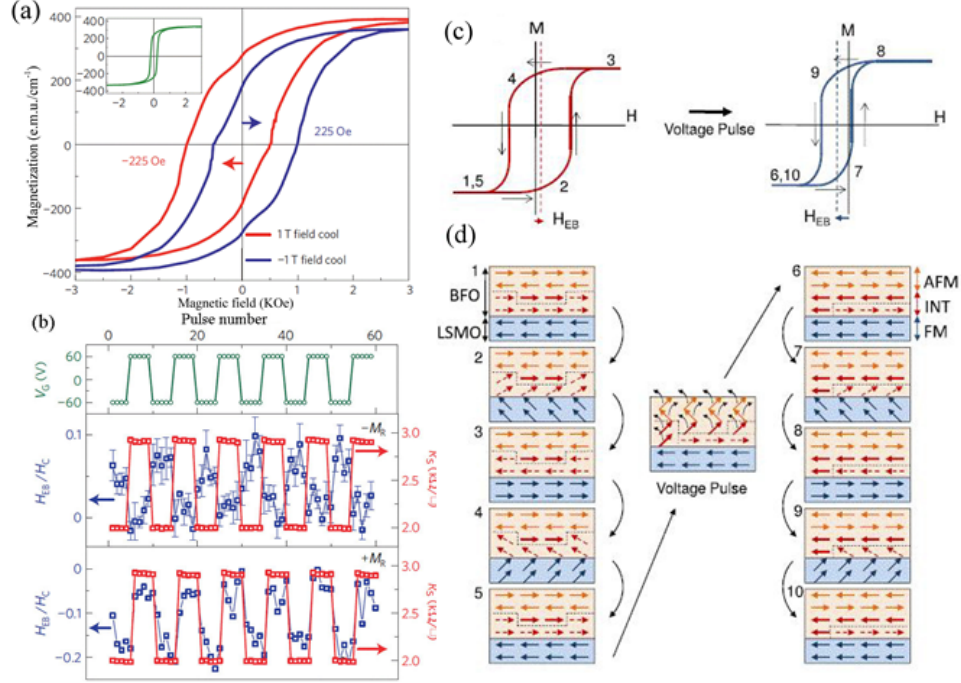 (a)
400
200
0
−200
−400
Magnetization (e.m.u./cm⁻¹)
400
200
0
−200
−400
−2
0
2
−225 Oe
225 Oe
1 T field cool
−1 T field cool
−3
−2
−1
0
1
2
3
Magnetic field (KOe)
(b)
Pulse number
0
20
40
60
V_G (V)
60
0
−60
H_EB/H_C
0.1
0
−M_R
3.0
2.5
2.0
H_EB/H_C
0
−0.1
−0.2
+M_R
3.0
2.5
2.0
(c)
M
H
4
3
1,5
2
H_EB
Voltage Pulse
9
8
H
6,10
7
H_EB
(d)
1
BFO
LSMO
2
3
4
5
Voltage Pulse
6
AFM
INT
FM
7
8
9
10